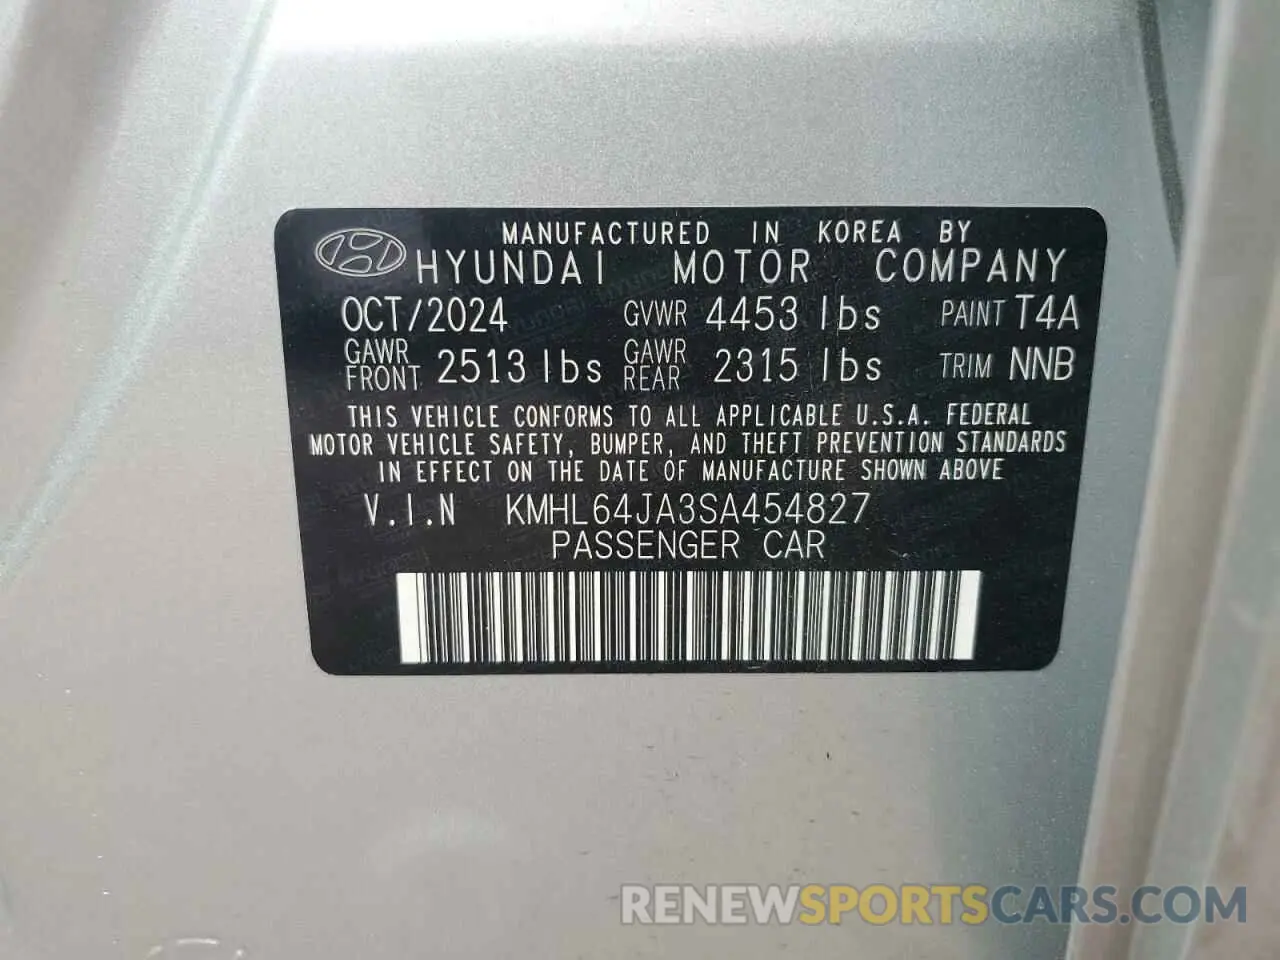 MANUFACTURED IN KOREA BY
HYUNDAI MOTOR COMPANY
OCT/2024 GVWR 4453 lbs PAINT T4A
GAWR FRONT 2513 lbs GAWR REAR 2315 lbs TRIM NNB
THIS VEHICLE CONFORMS TO ALL APPLICABLE U.S.A. FEDERAL
MOTOR VEHICLE SAFETY, BUMPER, AND THEFT PREVENTION STANDARDS
IN EFFECT ON THE DATE OF MANUFACTURE SHOWN ABOVE
V.I.N KMHL64JA3SA454827
PASSENGER CAR
RENEWSPORTSCARS.COM